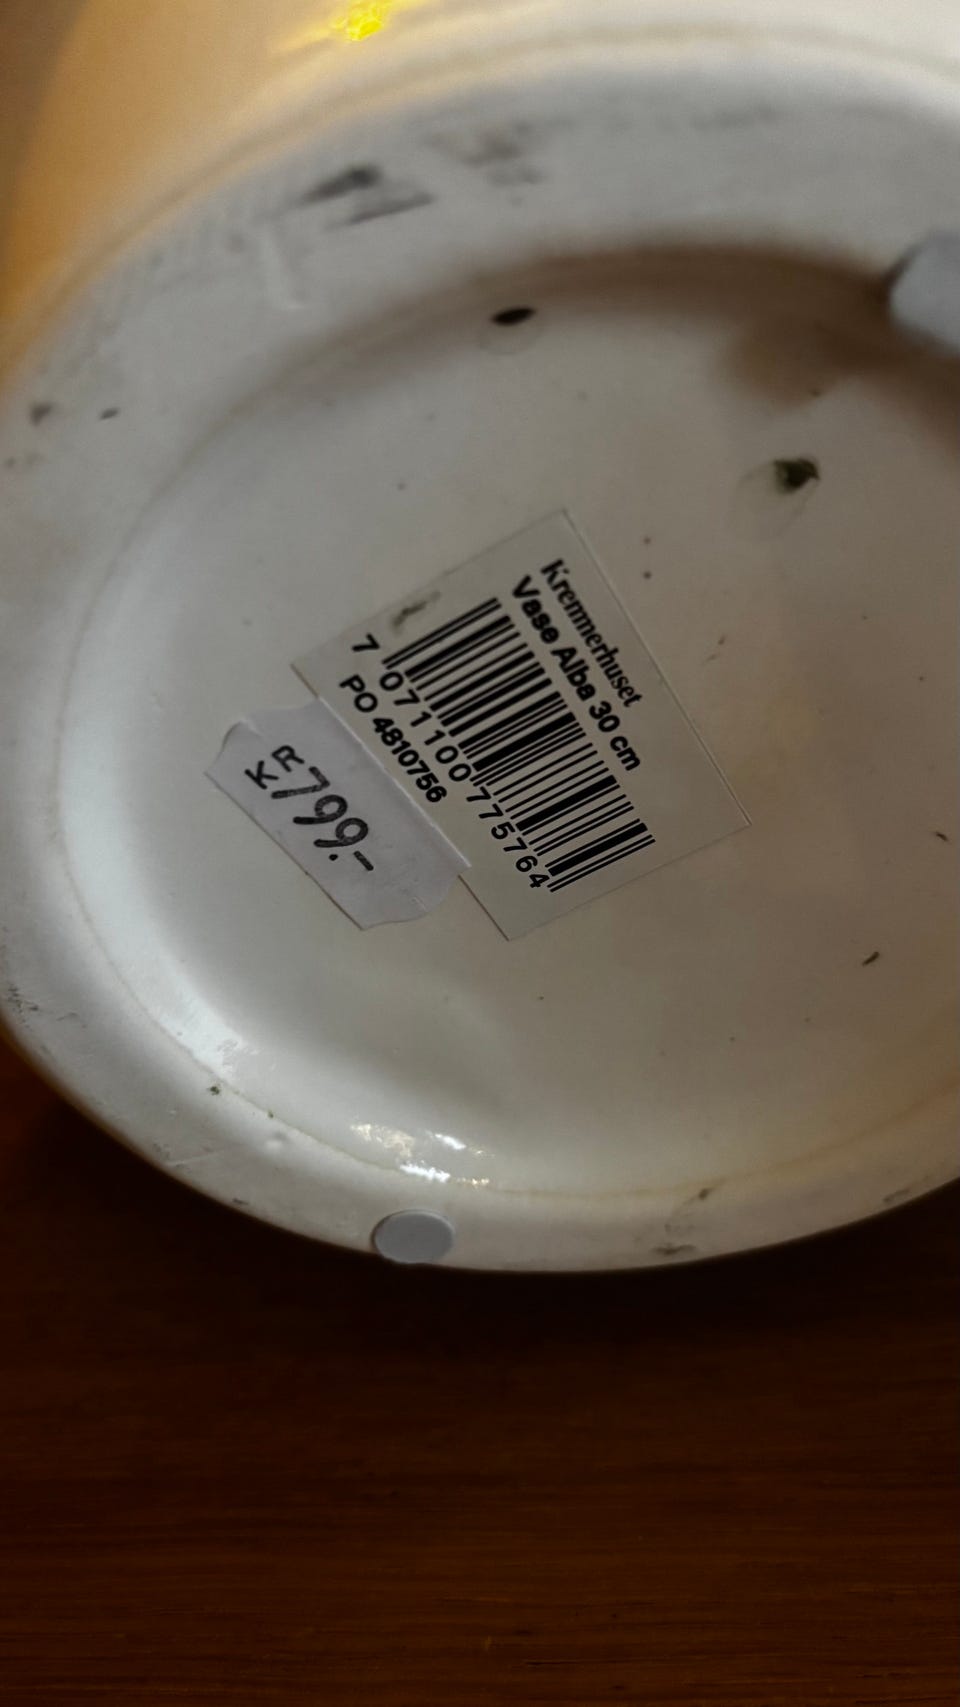 Kremmerhuset
Vase Alba 30 cm
7 071100 775764
PO 4810756
KR 799.-